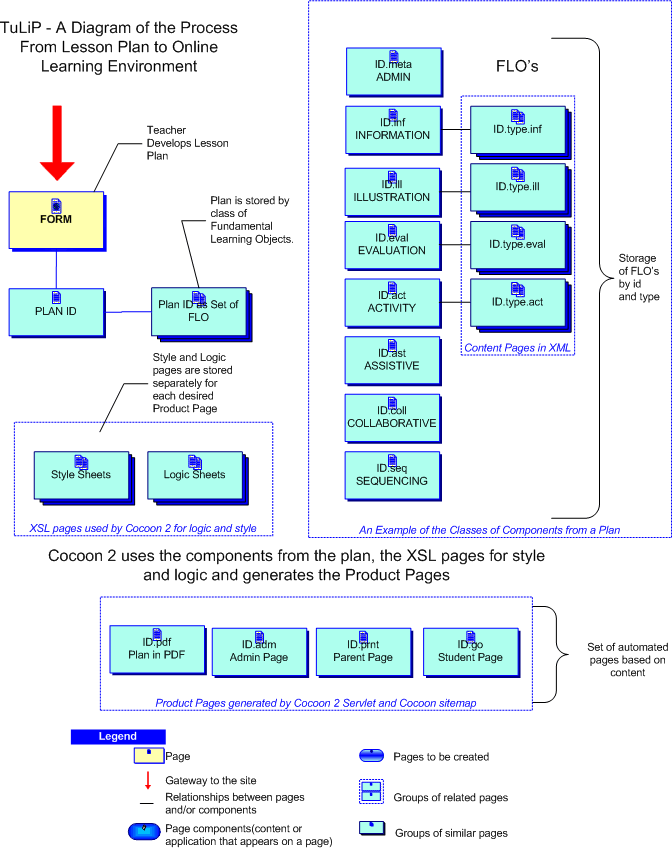 TuLiP - A Diagram of the Process
From Lesson Plan to Online
Learning Environment
Teacher
Develops Lesson
Plan
FORM
Plan is stored by
class of
Fundamental
Learning Objects.
PLAN ID
Plan ID as Set of
FLO
Style and Logic
pages are stored
separately for
each desired
Product Page
Style Sheets
Logic Sheets
XSL pages used by Cocoon 2 for logic and style
FLO's
ID.meta
ADMIN
ID.inf
INFORMATION
ID.type.inf
ID.ill
ILLUSTRATION
ID.type.ill
ID.eval
EVALUATION
ID.type.eval
ID.act
ACTIVITY
ID.type.act
Content Pages in XML
ID.ast
ASSISTIVE
ID.coll
COLLABORATIVE
ID.seq
SEQUENCING
Storage
of FLO's
by id
and type
An Example of the Classes of Components from a Plan
Cocoon 2 uses the components from the plan, the XSL pages for style
and logic and generates the Product Pages
ID.pdf
Plan in PDF
ID.adm
Admin Page
ID.prnt
Parent Page
ID.go
Student Page
Product Pages generated by Cocoon 2 Servlet and Cocoon sitemap
Set of automated
pages based on
content
Legend
Page
Gateway to the site
Relationships between pages
and/or components
Page components(content or
application that appears on a page)
Pages to be created
Groups of related pages
Groups of similar pages